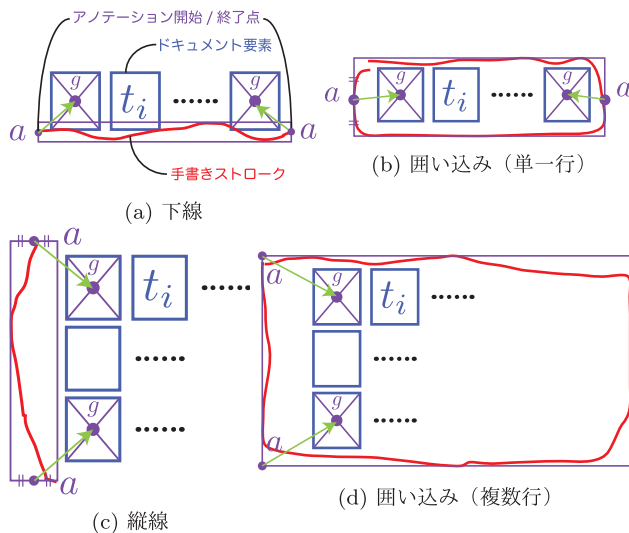 アノテーション開始 / 終了点
ドキュメント要素
g
t_i
......
g
a
a
手書きストローク
(a) 下線
g
t_i
......
g
a
a
(b) 囲い込み（単一行）
a
g
t_i
......
......
g
......
a
(c) 縦線
a
g
t_i
......
......
g
......
a
(d) 囲い込み（複数行）